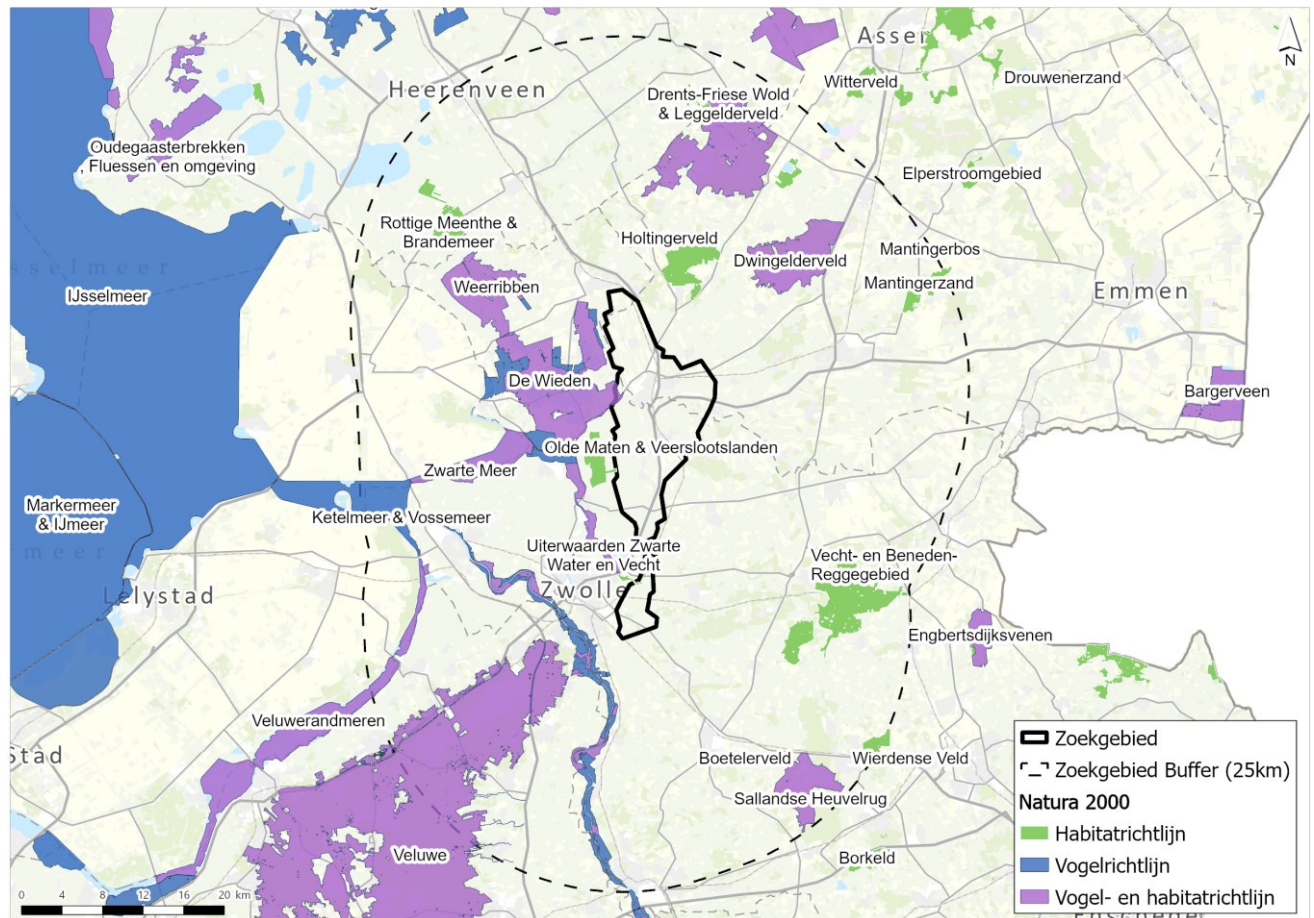 Asser
N
Witterveld
Drouwenerzand
Heerenveen
Drents-Friese Wold
& Leggelderveld
Oudegaasterbrekken
, Fluessen en omgeving
Elperstroomgebied
Rottige Meenthe &
Brandemeer
Holtingerveld
Mantingerbos
Dwingelderveld
sselmeer
Weerribben
Mantingerzand
IJsselmeer
Emmen
De Wieden
Bargerveen
Olde Maten & Veerslootslanden
Zwarte Meer
Markermeer
& IJmeer
Ketelmeer & Vossemeer
Uiterwaarden Zwarte
Water en Vecht
Vecht- en Beneden-
Reggegebied
Zwolle
Lelystad
Engbertsdijksvenen
Veluwerandmeren
Stad
Boetelerveld
Wierdense Veld
Sallandse Heuvelrug
Veluwe
Borkeld
Zoekgebied
Zoekgebied Buffer (25km)
Natura 2000
Habitatrichtlijn
Vogelrichtlijn
Vogel- en habitatrichtlijn
0 4 8 12 16 20 km